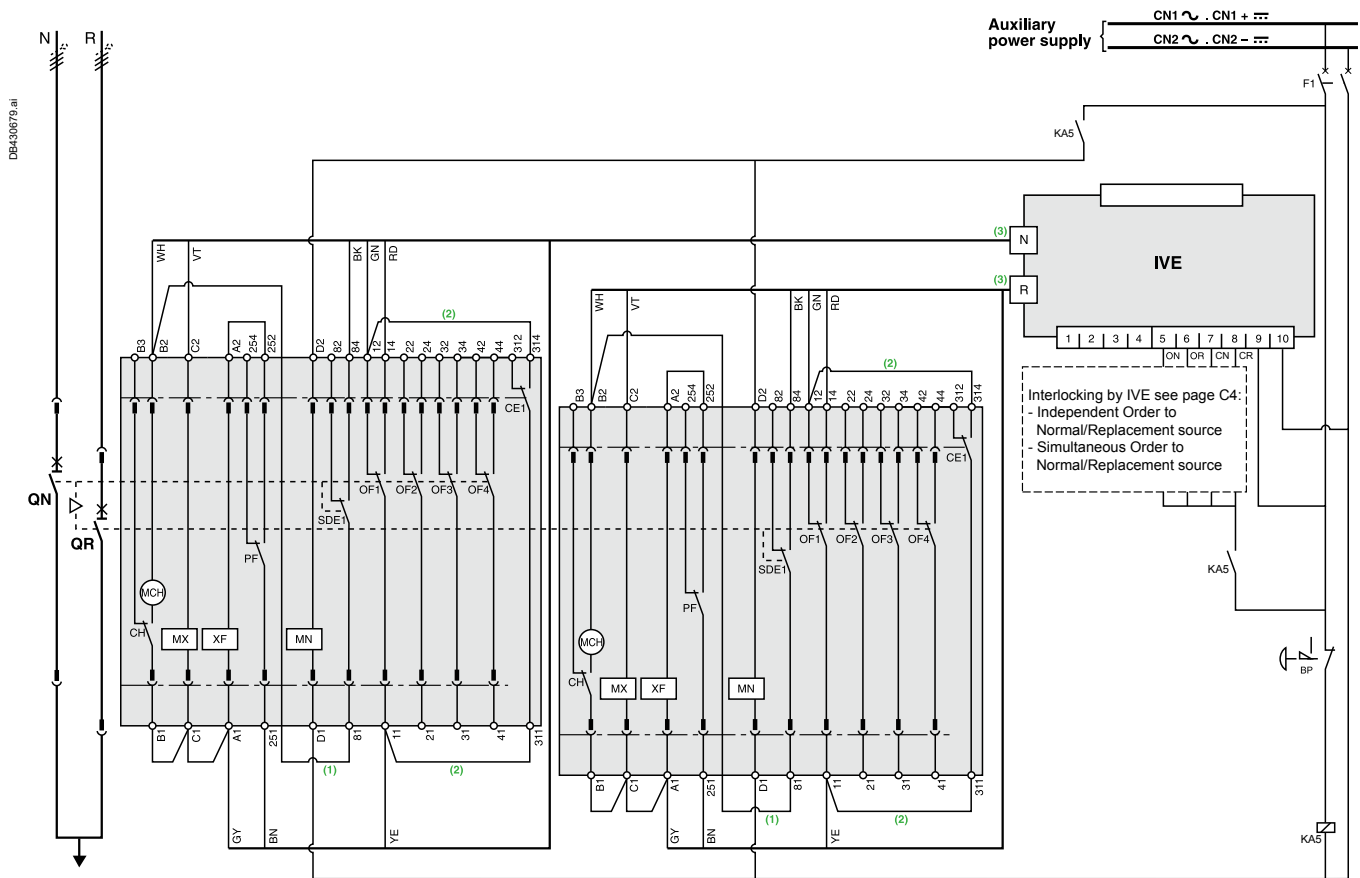 Auxiliary
power supply
CN1 ∼ . CN1 + ⎓
CN2 ∼ . CN2 – ⎓
N R
F1
DB430679.ai
KA5
(3) N
IVE
(3) R
WH VT BK GN RD
WH VT BK GN RD
1 2 3 4 5 6 7 8 9 10
ON OR CN CR
(2)
B3 B2 C2 A2 254 252 D2 82 84 12 14 22 24 32 34 42 44 312 314
(2)
B3 B2 C2 A2 254 252 D2 82 84 12 14 22 24 32 34 42 44 312 314
Interlocking by IVE see page C4:
- Independent Order to
Normal/Replacement source
- Simultaneous Order to
Normal/Replacement source
CE1
CE1
QN
OF1 OF2 OF3 OF4
SDE1
QR
PF
OF1 OF2 OF3 OF4
SDE1
KA5
MCH
PF
CH MX XF MN
MCH
BP
CH MX XF MN
B1 C1 A1 251 D1 81 11 21 31 41 311
(1) (2)
B1 C1 A1 251 D1 81 11 21 31 41 311
(1) (2)
GY BN YE
GY BN YE
KA5